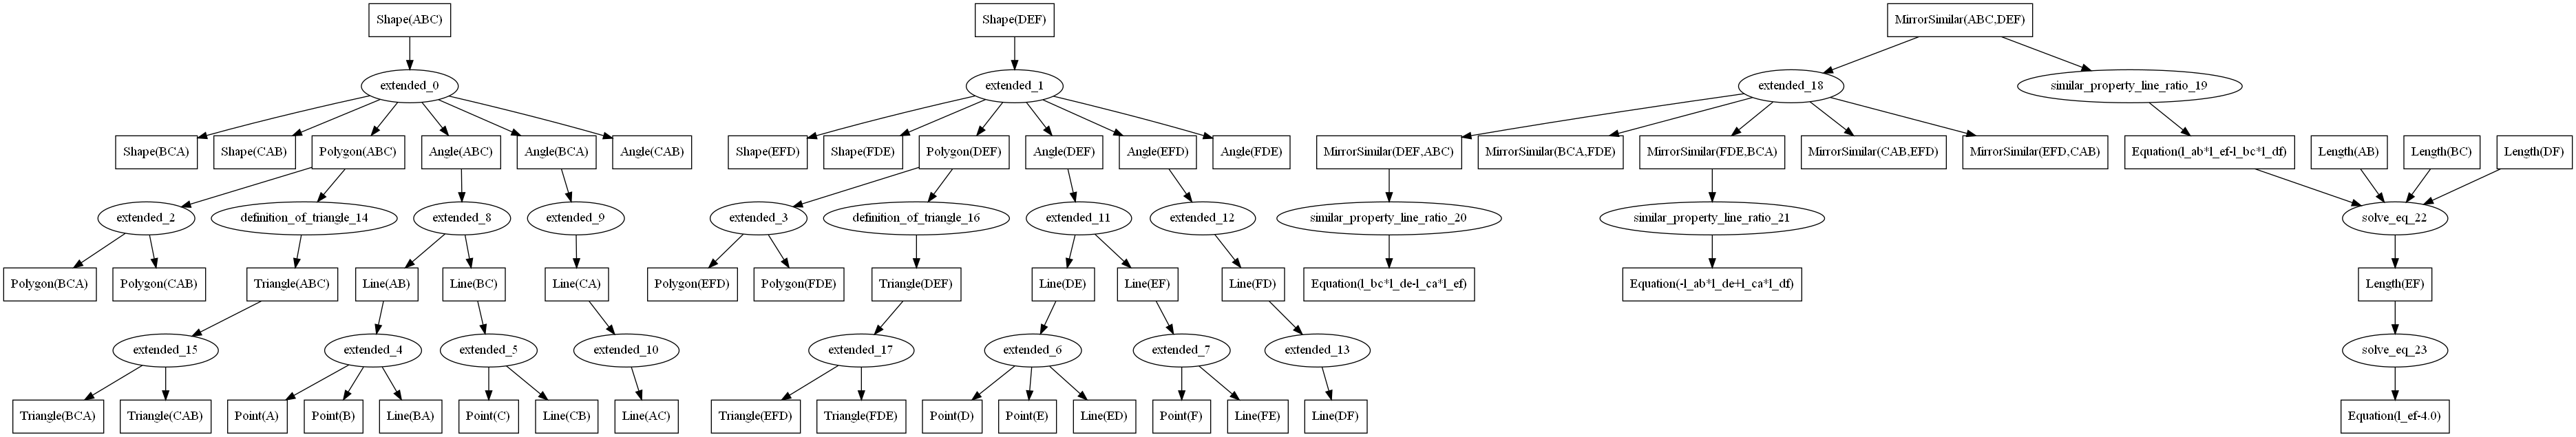 Shape(ABC)
Shape(DEF)
MirrorSimilar(ABC,DEF)
extended_0
extended_1
extended_18
similar_property_line_ratio_19
Shape(BCA)
Shape(CAB)
Polygon(ABC)
Angle(ABC)
Angle(BCA)
Angle(CAB)
Shape(EFD)
Shape(FDE)
Polygon(DEF)
Angle(DEF)
Angle(EFD)
Angle(FDE)
MirrorSimilar(DEF,ABC)
MirrorSimilar(BCA,FDE)
MirrorSimilar(FDE,BCA)
MirrorSimilar(CAB,EFD)
MirrorSimilar(EFD,CAB)
Equation(l_ab*l_ef-l_bc*l_df)
Length(AB)
Length(BC)
Length(DF)
extended_2
definition_of_triangle_14
extended_8
extended_9
extended_3
definition_of_triangle_16
extended_11
extended_12
similar_property_line_ratio_20
similar_property_line_ratio_21
solve_eq_22
Polygon(BCA)
Polygon(CAB)
Triangle(ABC)
Line(AB)
Line(BC)
Line(CA)
Polygon(EFD)
Polygon(FDE)
Triangle(DEF)
Line(DE)
Line(EF)
Line(FD)
Equation(l_bc*l_de-l_ca*l_ef)
Equation(-l_ab*l_de+l_ca*l_df)
Length(EF)
extended_15
extended_4
extended_5
extended_10
extended_17
extended_6
extended_7
extended_13
solve_eq_23
Triangle(BCA)
Triangle(CAB)
Point(A)
Point(B)
Line(BA)
Point(C)
Line(CB)
Line(AC)
Triangle(EFD)
Triangle(FDE)
Point(D)
Point(E)
Line(ED)
Point(F)
Line(FE)
Line(DF)
Equation(l_ef-4.0)